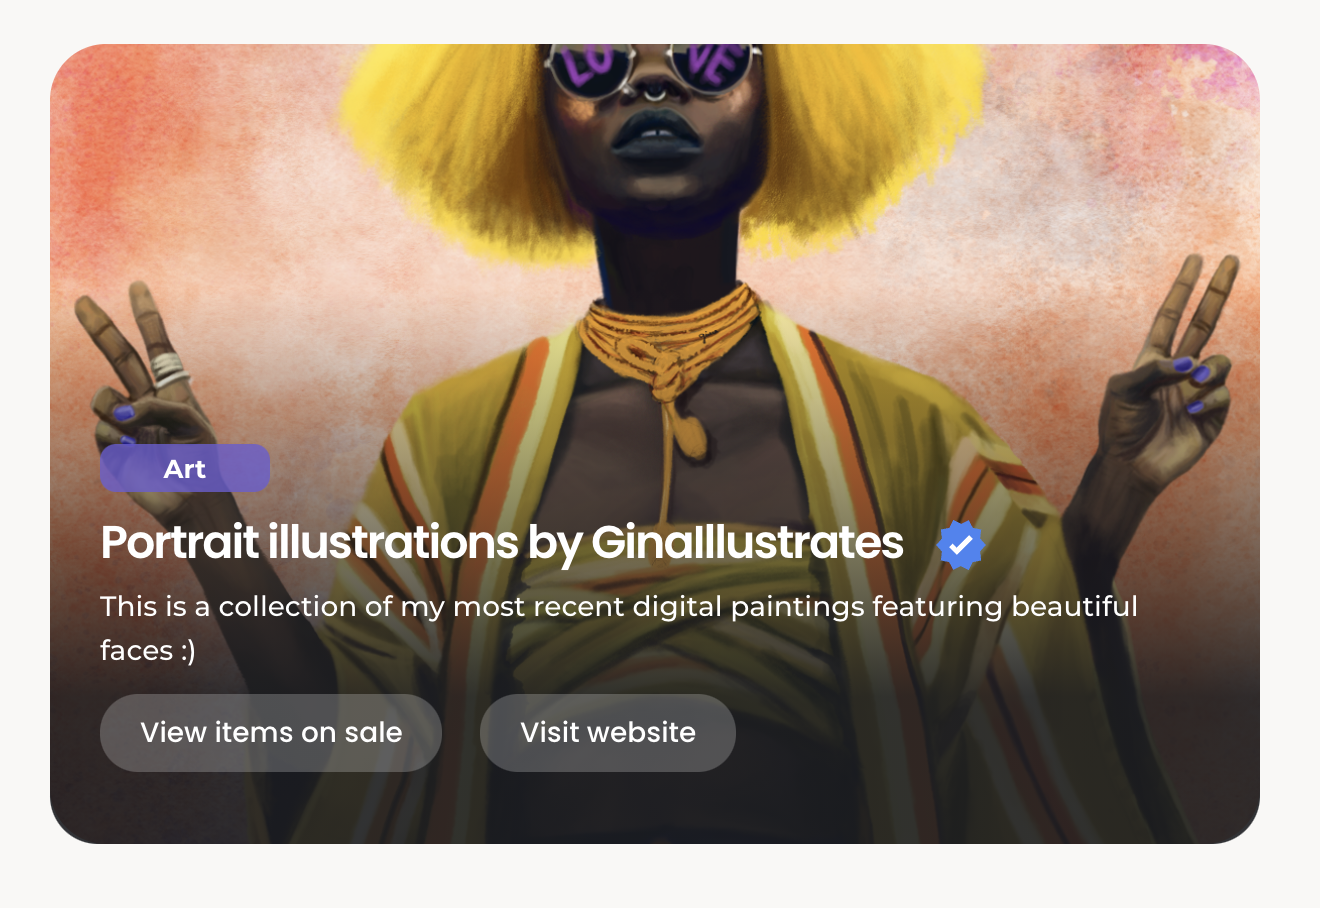 LO VE
Art
Portrait illustrations by GinaIllustrates
This is a collection of my most recent digital paintings featuring beautiful
faces :)
View items on sale
Visit website